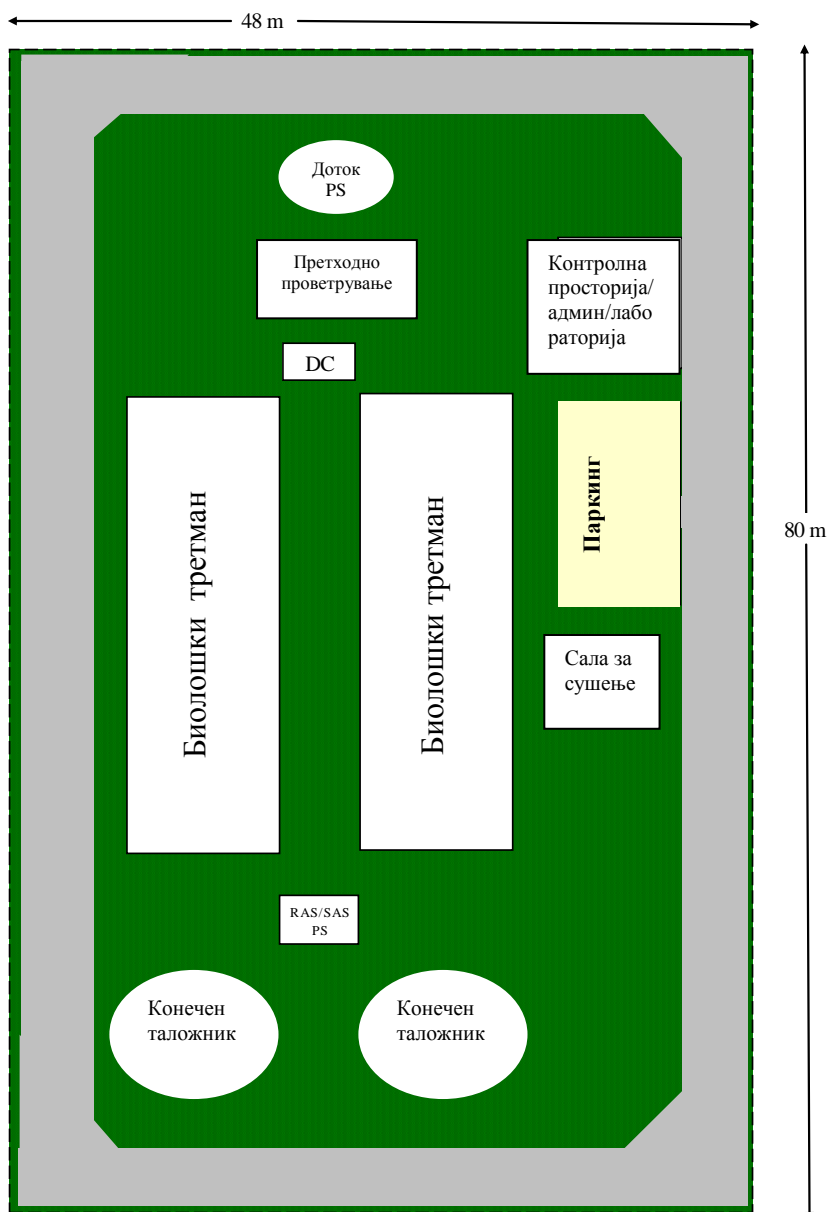 48 m
Доток
PS
Претходно
проветрување
Контролна
просторија/
админ/лабо
раторија
DC
Биолошки третман
Биолошки третман
Паркинг
80 m
Сала за
сушење
RAS/SAS
PS
Конечен
таложник
Конечен
таложник